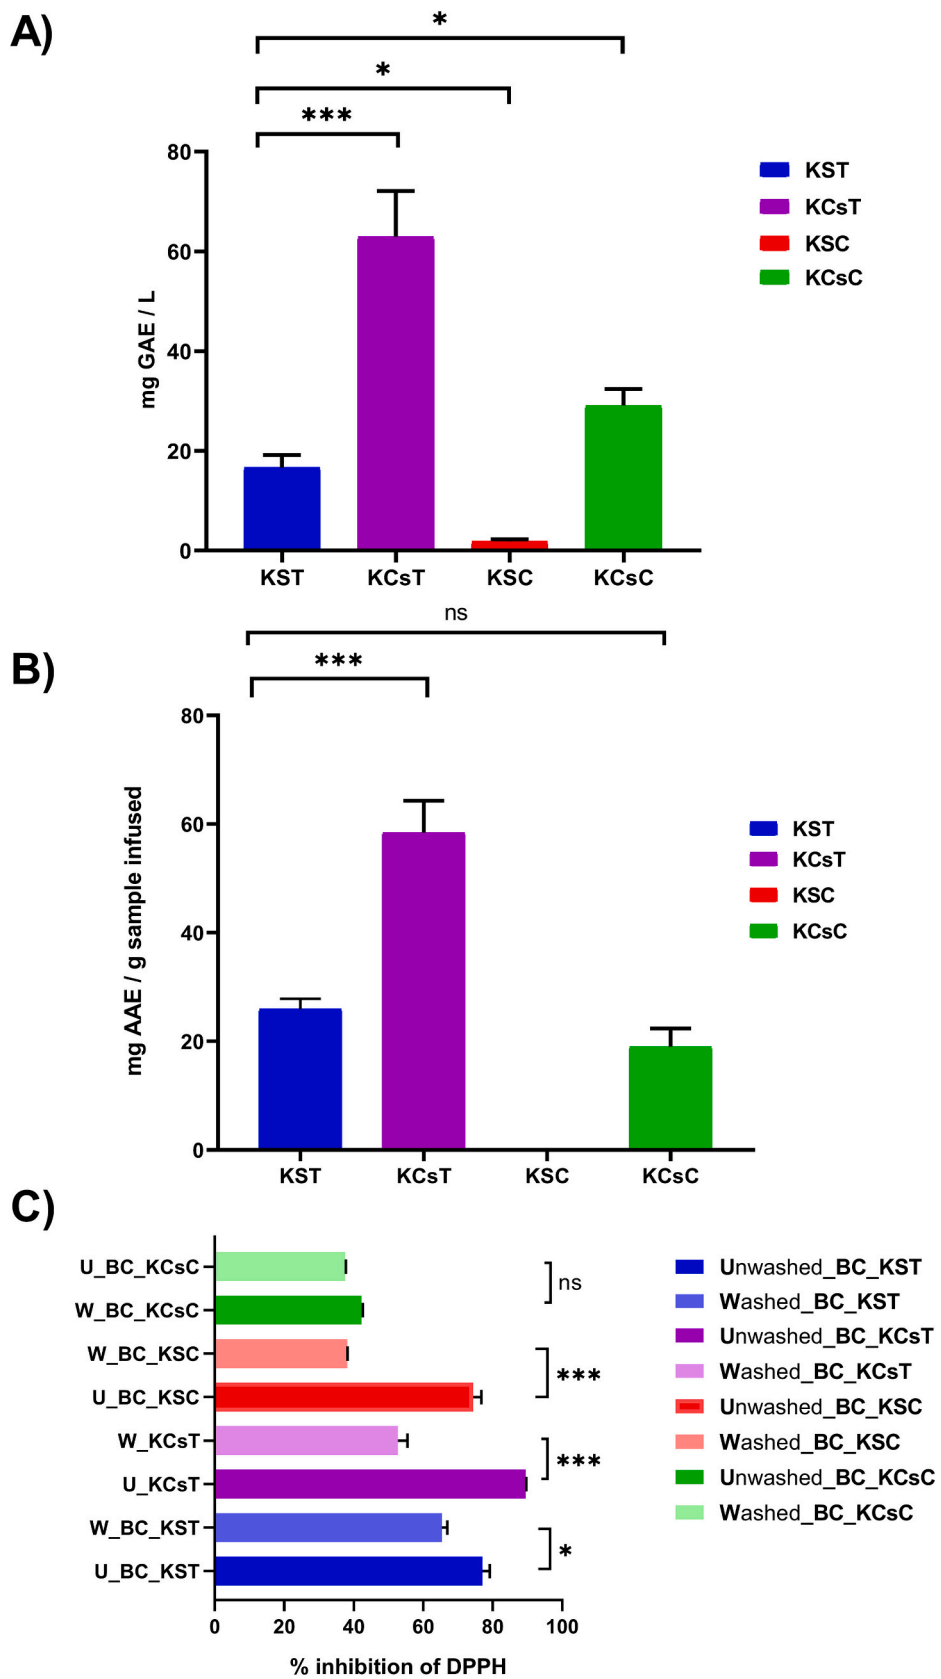 A)
*
*
***
80
60
40
20
0
mg GAE / L
KST
KCsT
KSC
KCsC
KST
KCsT
KSC
KCsC
B)
ns
***
80
60
40
20
0
mg AAE / g sample infused
KST
KCsT
KSC
KCsC
KST
KCsT
KSC
KCsC
C)
U_BC_KCsC
W_BC_KCsC
W_BC_KSC
U_BC_KSC
W_KCsT
U_KCsT
W_BC_KST
U_BC_KST
ns
***
***
*
0 20 40 60 80 100
% inhibition of DPPH
Unwashed_BC_KST
Washed_BC_KST
Unwashed_BC_KCsT
Washed_BC_KCsT
Unwashed_BC_KSC
Washed_BC_KSC
Unwashed_BC_KCsC
Washed_BC_KCsC